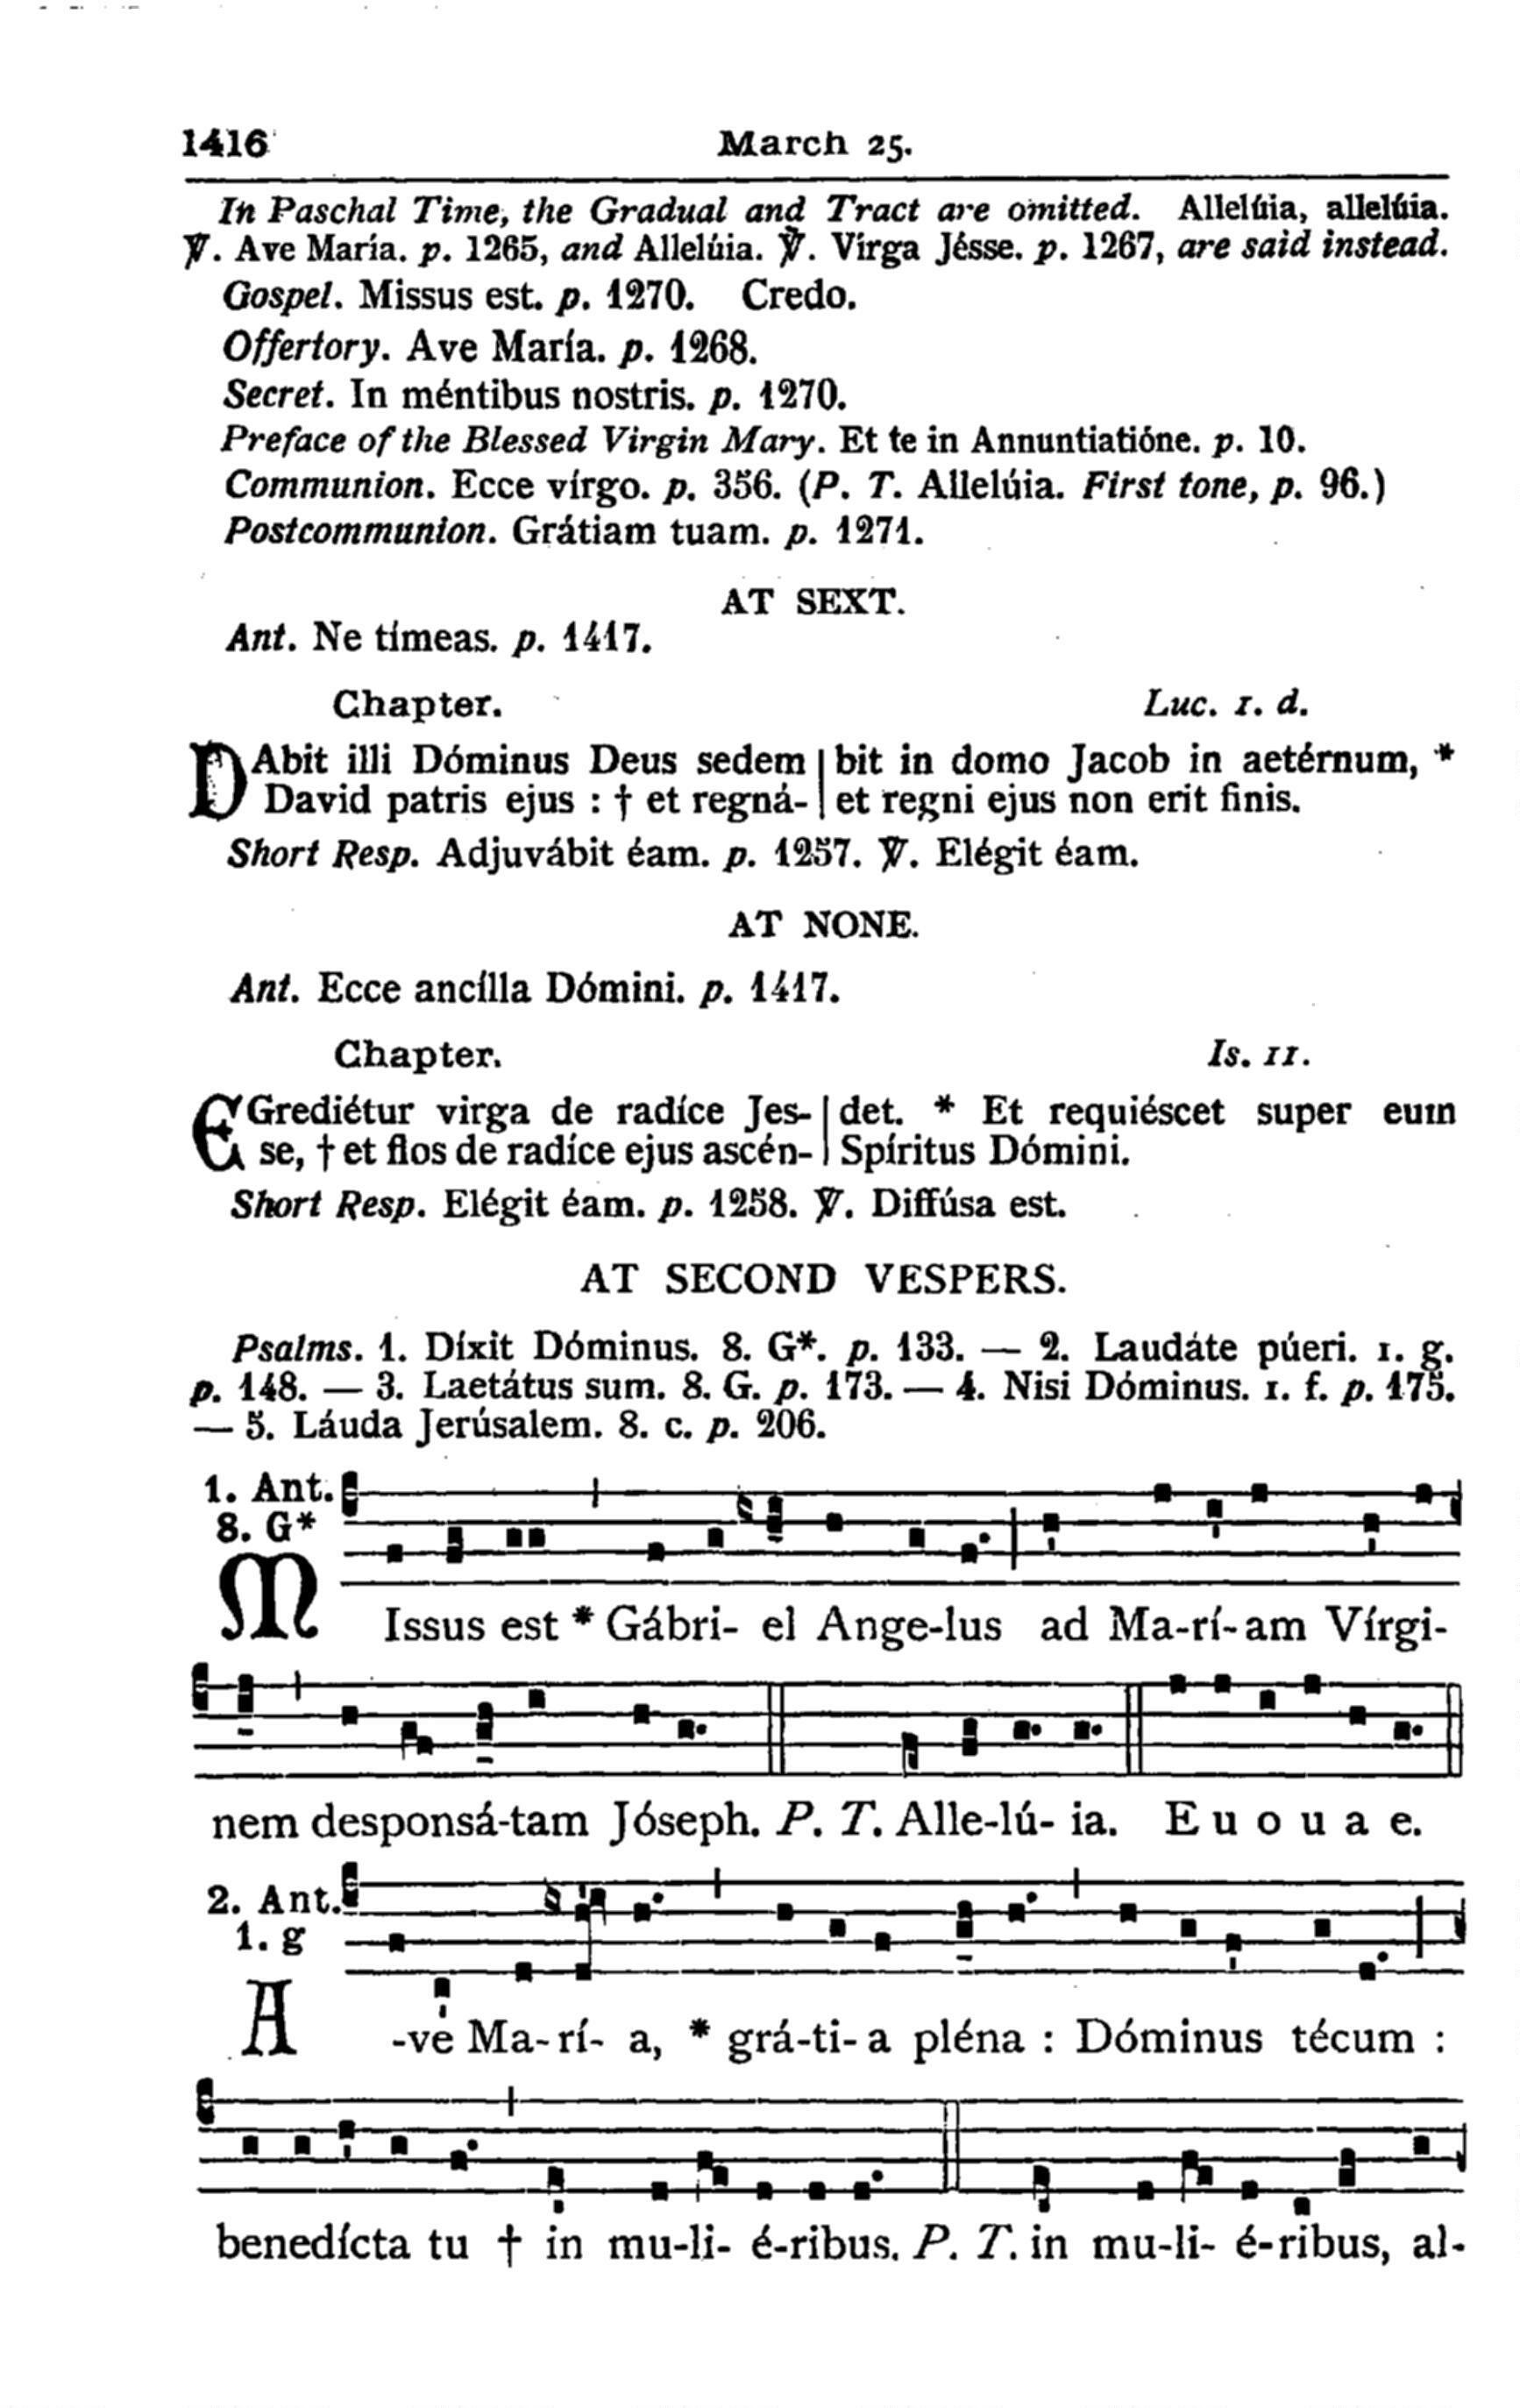 1416 March 25.
In Paschal Time, the Gradual and Tract are omitted. Allelúia, allelúia.
℣. Ave María. p. 1265, and Allelúia. ℣. Vírga Jésse. p. 1267, are said instead.
Gospel. Missus est. p. 1270. Credo.
Offertory. Ave María. p. 1268.
Secret. In méntibus nostris. p. 1270.
Preface of the Blessed Virgin Mary. Et te in Annuntiatióne. p. 10.
Communion. Ecce vírgo. p. 356. (P. T. Allelúia. First tone, p. 96.)
Postcommunion. Grátiam tuam. p. 1271.
AT SEXT.
Ant. Ne tímeas. p. 1417.
Chapter. Luc. 1. d.
DAbit illi Dóminus Deus sedem
David patris ejus : † et regná-
bit in domo Jacob in aetérnum, *
et regni ejus non erit finis.
Short Resp. Adjuvábit éam. p. 1257. ℣. Elégit éam.
AT NONE.
Ant. Ecce ancílla Dómini. p. 1417.
Chapter. Is. 11.
EGrediétur virga de radíce Jes-
se, † et flos de radíce ejus ascén-
det. * Et requiéscet super eum
Spíritus Dómini.
Short Resp. Elégit éam. p. 1258. ℣. Diffúsa est.
AT SECOND VESPERS.
Psalms. 1. Díxit Dóminus. 8. G*. p. 133. — 2. Laudáte púeri. 1. g.
p. 148. — 3. Laetátus sum. 8. G. p. 173. — 4. Nisi Dóminus. 1. f. p. 175.
— 5. Láuda Jerúsalem. 8. c. p. 206.
1. Ant.
8. G*
MIssus est * Gábri- el Ange-lus ad Ma-rí-am Vírgi-
nem desponsá-tam Jóseph. P. T. Alle-lú- ia. E u o u a e.
2. Ant.
1. g
A -ve Ma-rí- a, * grá-ti-a pléna : Dóminus técum :
benedícta tu † in mu-li- é-ribus. P. T. in mu-li- é-ribus, al-